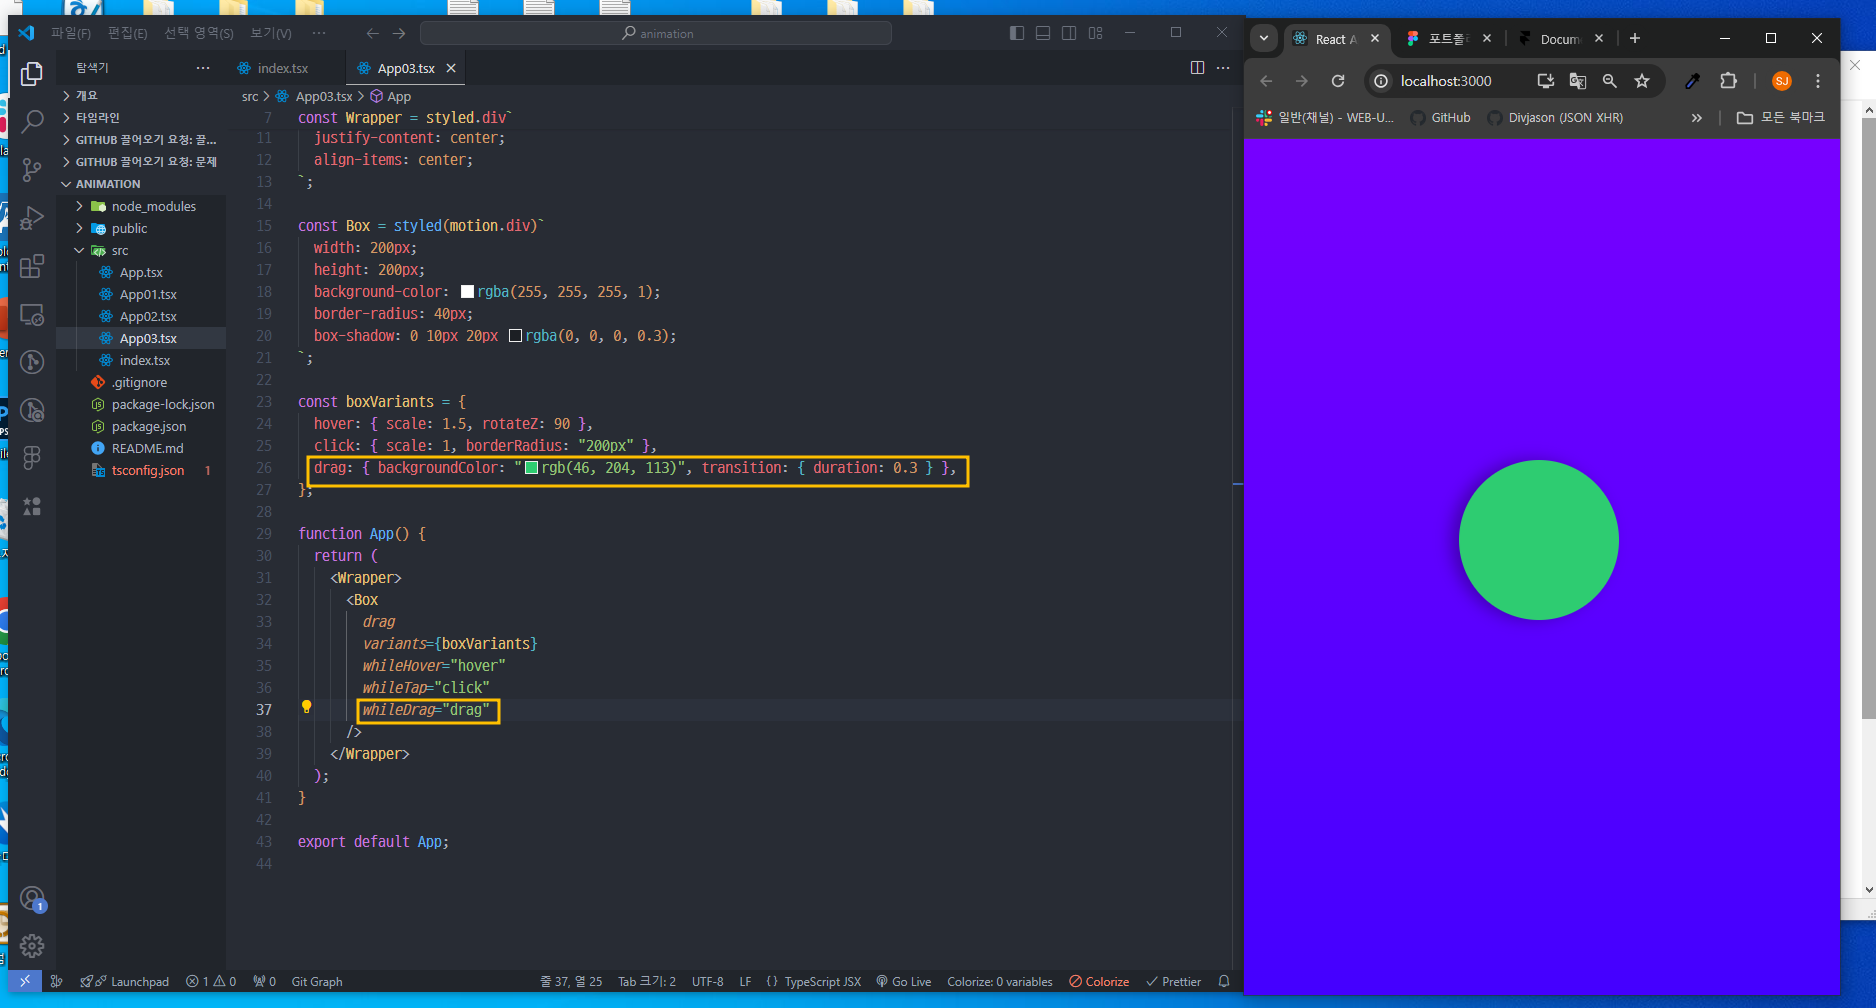 파일(F) 편집(E) 선택 영역(S) 보기(V) ··· animation
탐색기 ···
개요
타임라인
GITHUB 끌어오기 요청: 끌...
GITHUB 끌어오기 요청: 문제
ANIMATION
node_modules
public
src
App.tsx
App01.tsx
App02.tsx
App03.tsx
index.tsx
.gitignore
package-lock.json
package.json
README.md
tsconfig.json 1
index.tsx App03.tsx
src > App03.tsx > App
7 const Wrapper = styled.div`
11 justify-content: center;
12 align-items: center;
13 `;
14
15 const Box = styled(motion.div)`
16 width: 200px;
17 height: 200px;
18 background-color: rgba(255, 255, 255, 1);
19 border-radius: 40px;
20 box-shadow: 0 10px 20px rgba(0, 0, 0, 0.3);
21 `;
22
23 const boxVariants = {
24 hover: { scale: 1.5, rotateZ: 90 },
25 click: { scale: 1, borderRadius: "200px" },
26 drag: { backgroundColor: "rgb(46, 204, 113)", transition: { duration: 0.3 } },
27 };
28
29 function App() {
30 return (
31 <Wrapper>
32 <Box
33 drag
34 variants={boxVariants}
35 whileHover="hover"
36 whileTap="click"
37 whileDrag="drag"
38 />
39 </Wrapper>
40 );
41 }
42
43 export default App;
44
1
Launchpad 1 0 0 Git Graph 줄 37, 열 25 Tab 크기: 2 UTF-8 LF {} TypeScript JSX Go Live Colorize: 0 variables Colorize Prettier
React A 포트폴 Docum
localhost:3000 SJ
일반(채널) - WEB-U... GitHub Divjason (JSON XHR) » 모든 북마크